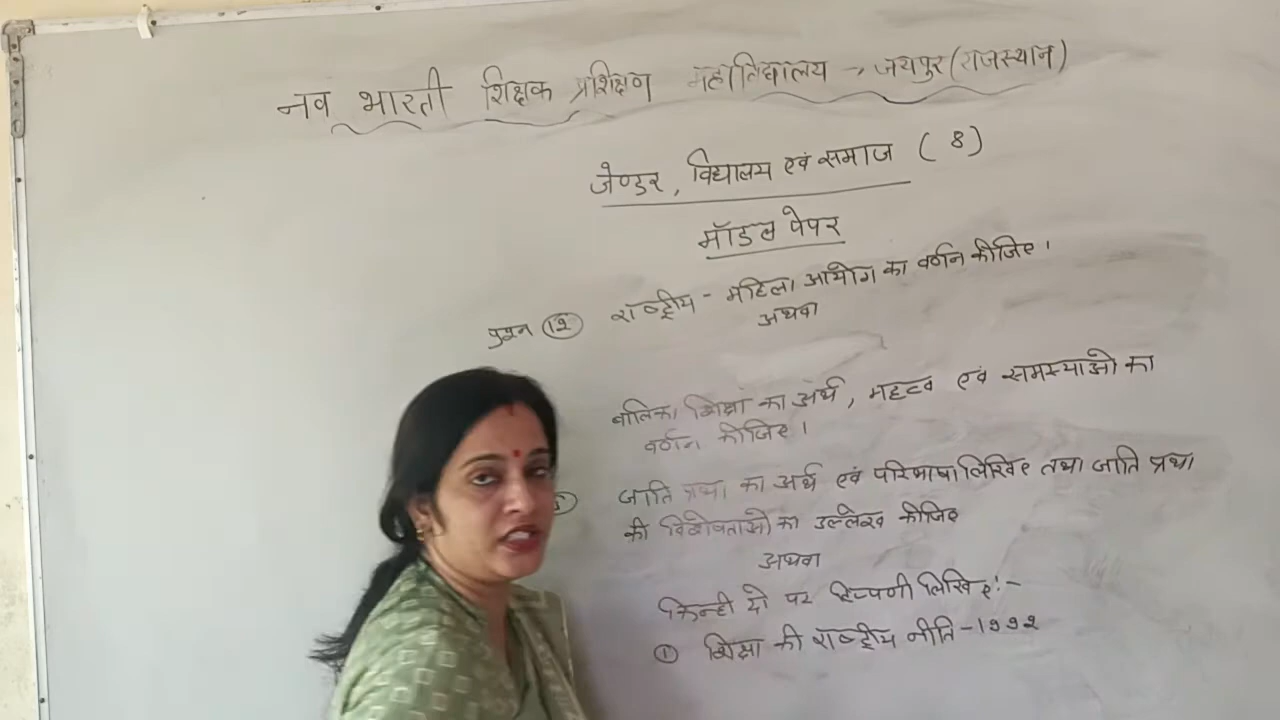 नव भारती शिक्षक प्रशिक्षण महाविद्यालय → जयपुर (राजस्थान)
जेण्डर, विद्यालय एवं समाज ( 8 )
मॉडल पेपर
प्रश्न 12 राष्ट्रीय - महिला आयोग का वर्णन कीजिए।
अथवा
बालिका शिक्षा का अर्थ, महत्व एवं समस्याओ का
वर्णन कीजिए।
जाति प्रथा का अर्थ एवं परिभाषा लिखिए तथा जाति प्रथा
की विशेषताओ का उल्लेख कीजिए
अथवा
किन्ही दो पर टिप्पणी लिखिए:-
① शिक्षा की राष्ट्रीय नीति - १९९२